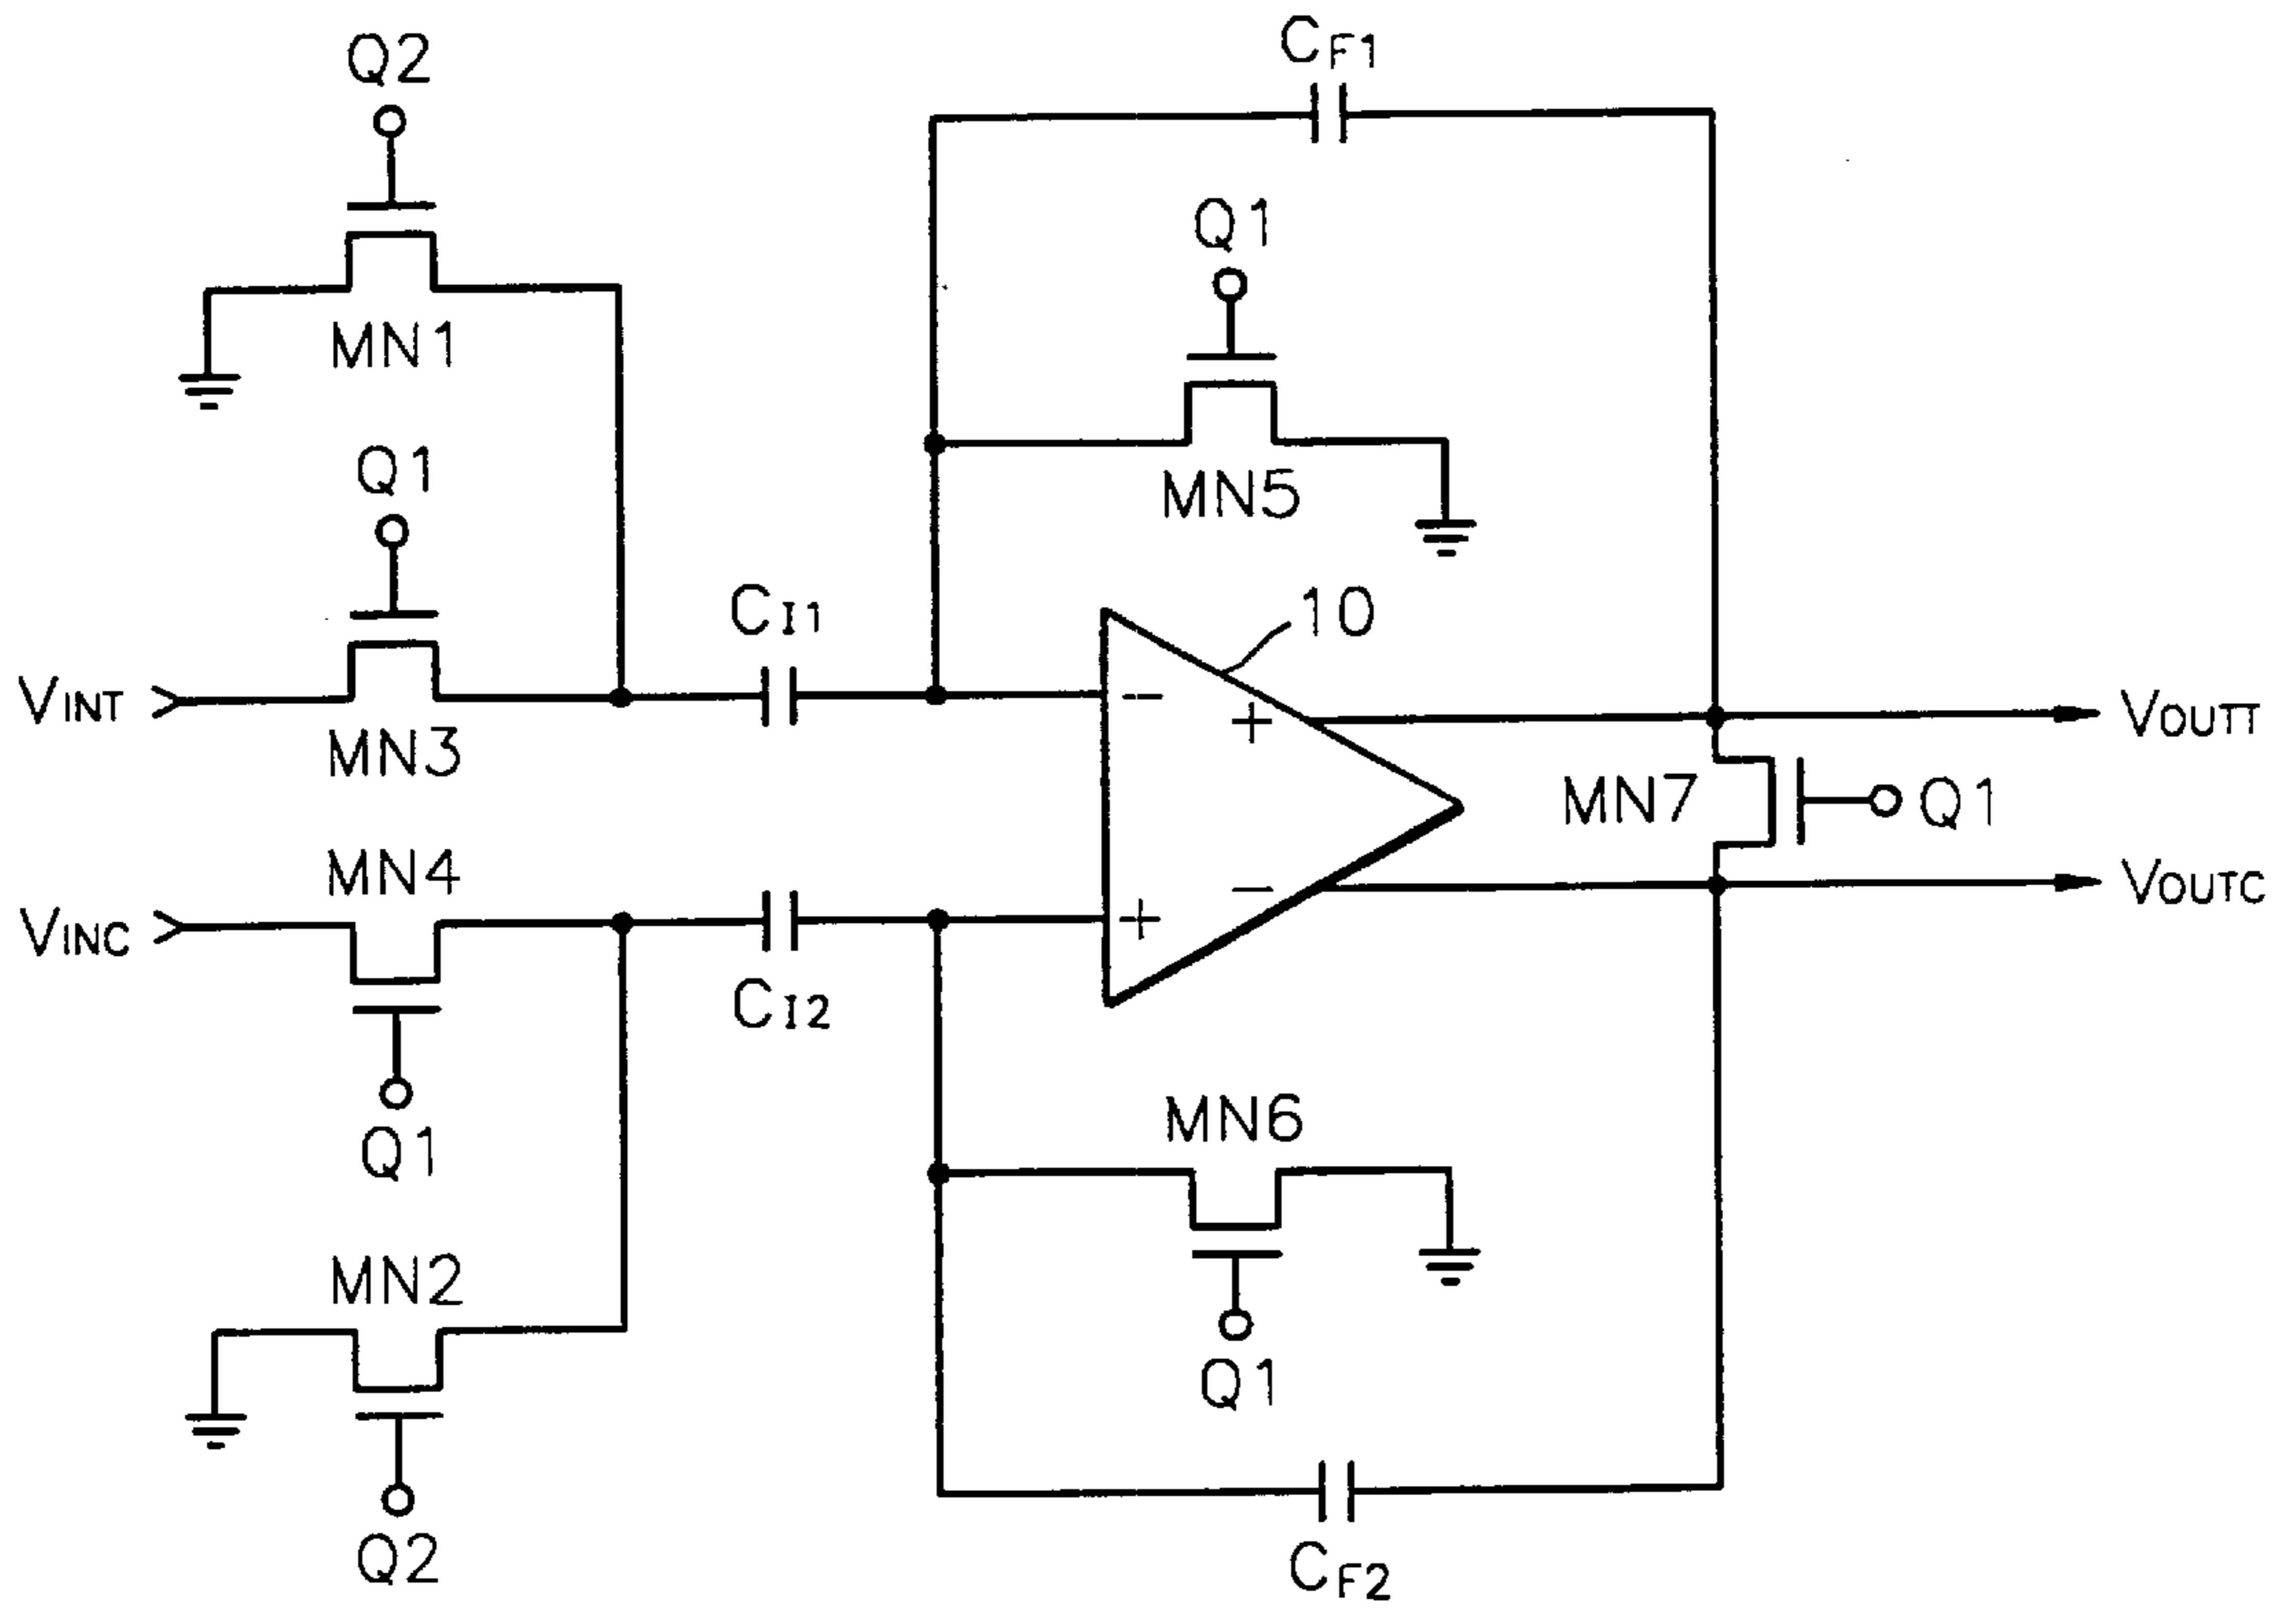 CF1
Q2
Q1
MN1
Q1
MN5
CI1
10
VINT
MN3
-
+
VOUTT
MN7
Q1
MN4
VINC
+
-
VOUTC
CI2
Q1
MN6
MN2
Q1
Q2
CF2